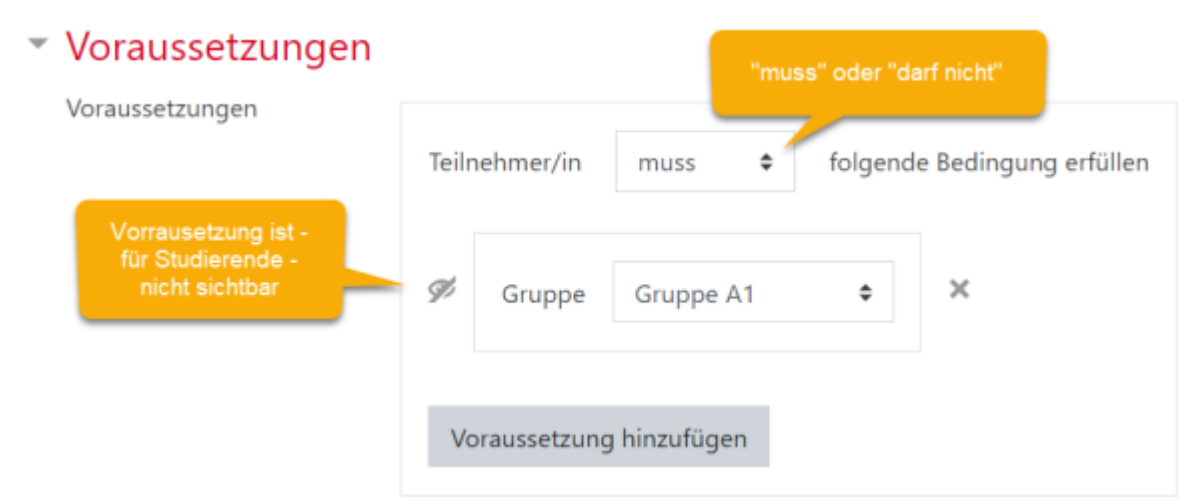 Voraussetzungen
"muss" oder "darf nicht"
Voraussetzungen
Teilnehmer/in muss folgende Bedingung erfüllen
Vorrausetzung ist -
für Studierende -
nicht sichtbar
Gruppe Gruppe A1
Voraussetzung hinzufügen